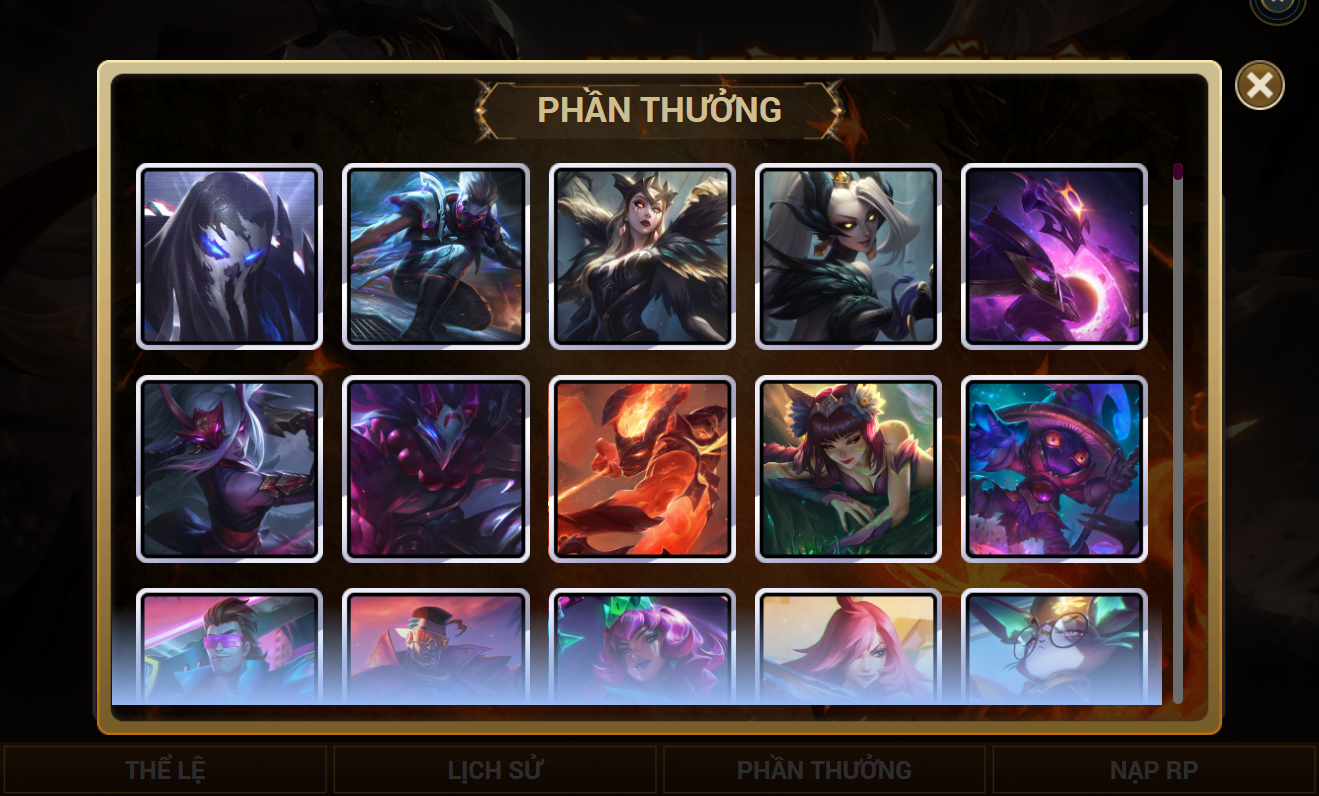 PHẦN THƯỞNG
THỂ LỆ
LỊCH SỬ
PHẦN THƯỞNG
NẠP RP